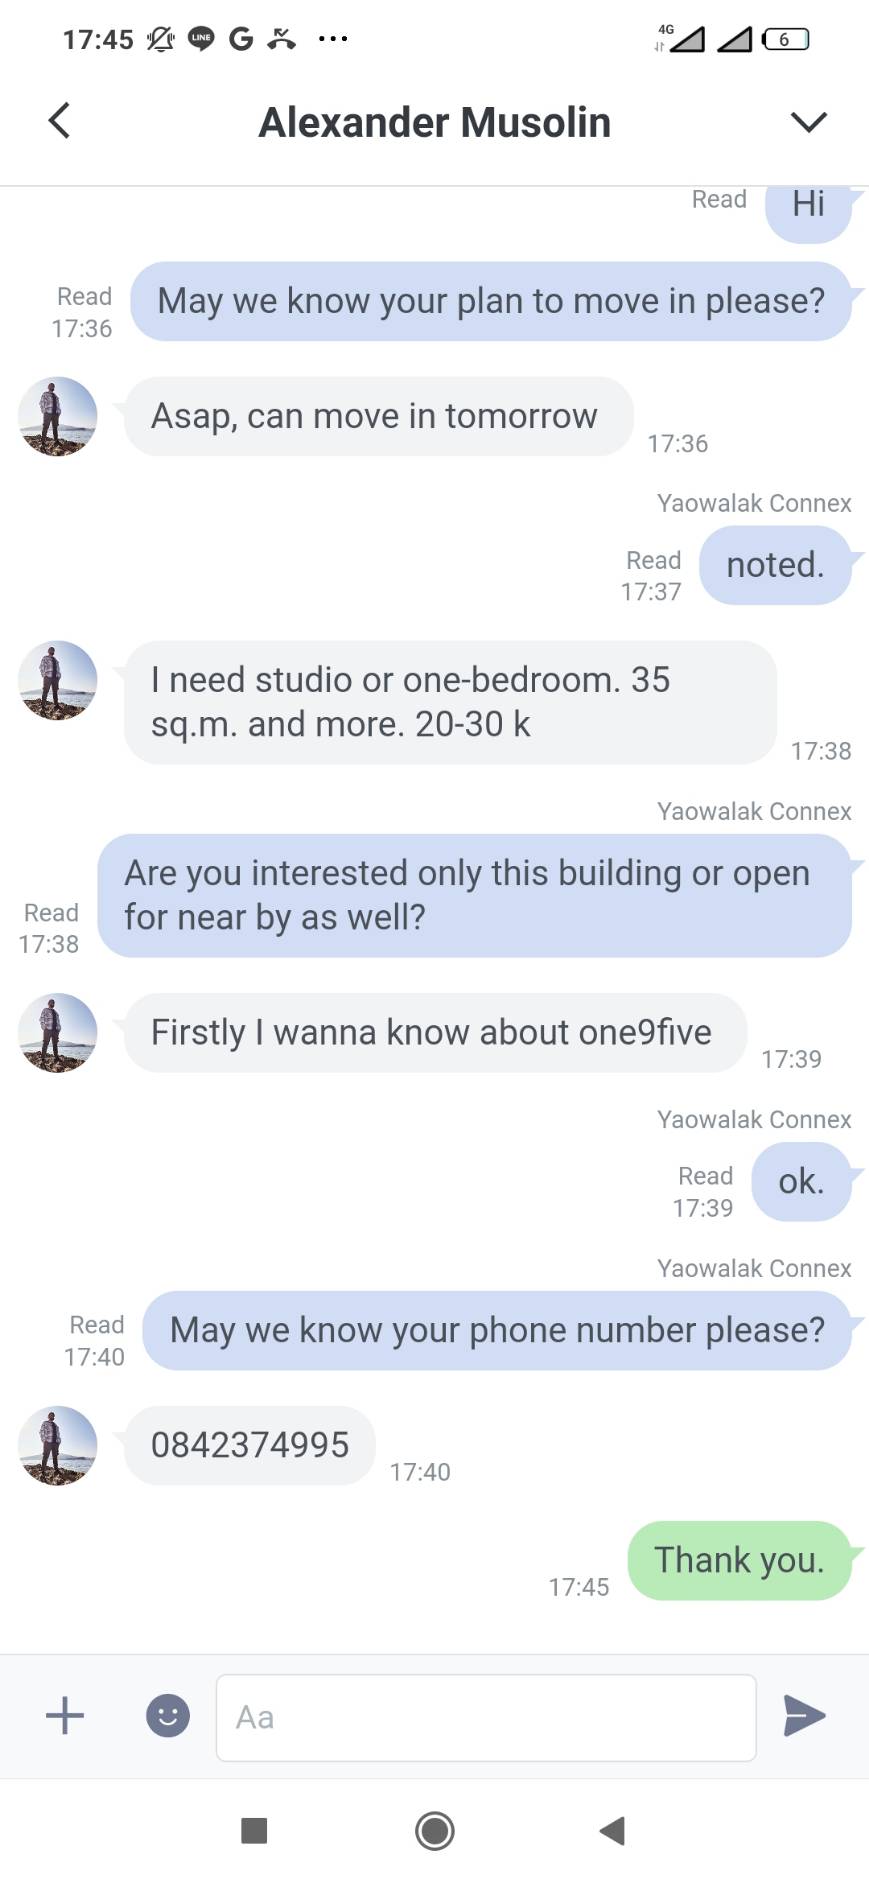 17:45 LINE G ... 4G 6
Alexander Musolin
Read Hi
May we know your plan to move in please?
Read
17:36
Asap, can move in tomorrow
17:36
Yaowalak Connex
noted.
Read
17:37
I need studio or one-bedroom. 35
sq.m. and more. 20-30 k
17:38
Yaowalak Connex
Are you interested only this building or open
for near by as well?
Read
17:38
Firstly I wanna know about one9five
17:39
Yaowalak Connex
ok.
Read
17:39
Yaowalak Connex
May we know your phone number please?
Read
17:40
0842374995
17:40
Thank you.
17:45
Aa